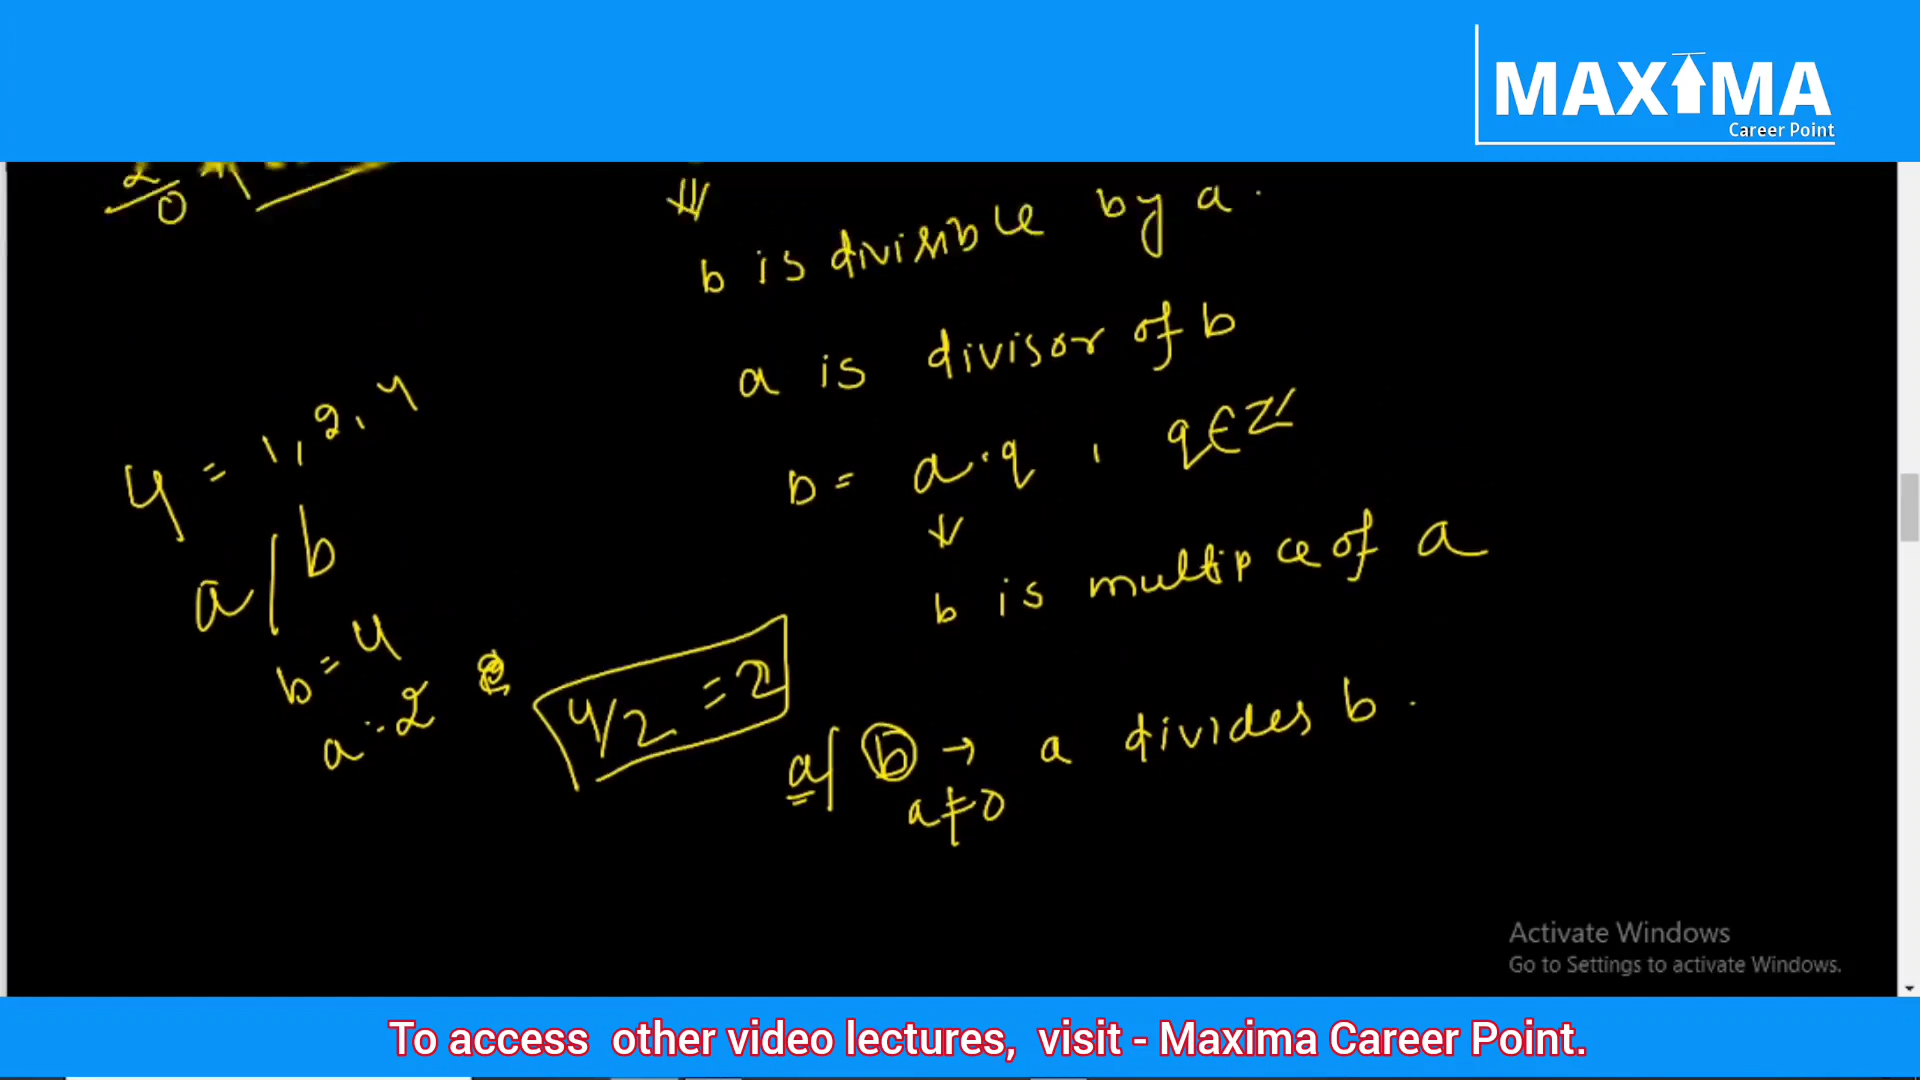 MAXIMA
Career Point
2/0
b is divisible by a.
a is divisor of b
b = a.q , q∈Z
b is multiple of a
4 = 1, 2, 4
a|b
b = 4
a = 2
4/2 = 2
a|b → a divides b.
a≠0
Activate Windows
Go to Settings to activate Windows.
To access other video lectures, visit - Maxima Career Point.